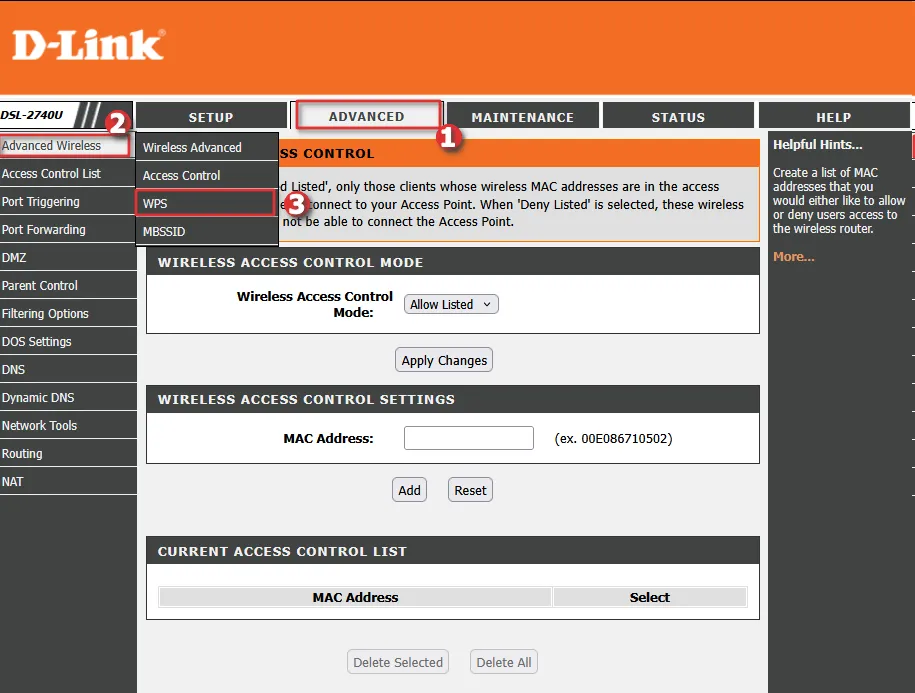 D-Link
DSL-2740U
2
SETUP
ADVANCED
1
MAINTENANCE
STATUS
HELP
Advanced Wireless
Access Control List
Port Triggering
Port Forwarding
DMZ
Parent Control
Filtering Options
DOS Settings
DNS
Dynamic DNS
Network Tools
Routing
NAT
Wireless Advanced
Access Control
WPS
3
MBSSID
SS CONTROL
d Listed', only those clients whose wireless MAC addresses are in the access
connect to your Access Point. When 'Deny Listed' is selected, these wireless
not be able to connect the Access Point.
WIRELESS ACCESS CONTROL MODE
Wireless Access Control
Mode:
Allow Listed
Apply Changes
WIRELESS ACCESS CONTROL SETTINGS
MAC Address:
(ex. 00E086710502)
Add
Reset
CURRENT ACCESS CONTROL LIST
MAC Address
Select
Delete Selected
Delete All
Helpful Hints...
Create a list of MAC
addresses that you
would either like to allow
or deny users access to
the wireless router.
More...